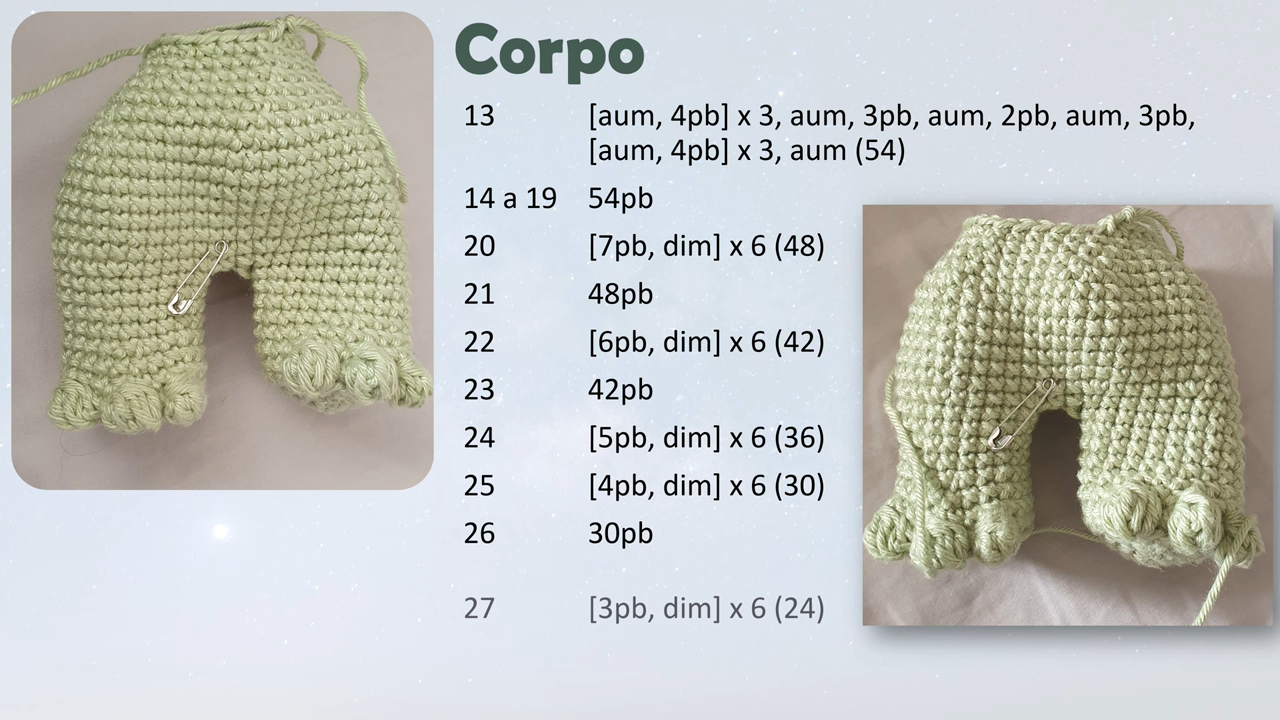 Corpo
13 [aum, 4pb] x 3, aum, 3pb, aum, 2pb, aum, 3pb,
[aum, 4pb] x 3, aum (54)
14 a 19 54pb
20 [7pb, dim] x 6 (48)
21 48pb
22 [6pb, dim] x 6 (42)
23 42pb
24 [5pb, dim] x 6 (36)
25 [4pb, dim] x 6 (30)
26 30pb
27 [3pb, dim] x 6 (24)